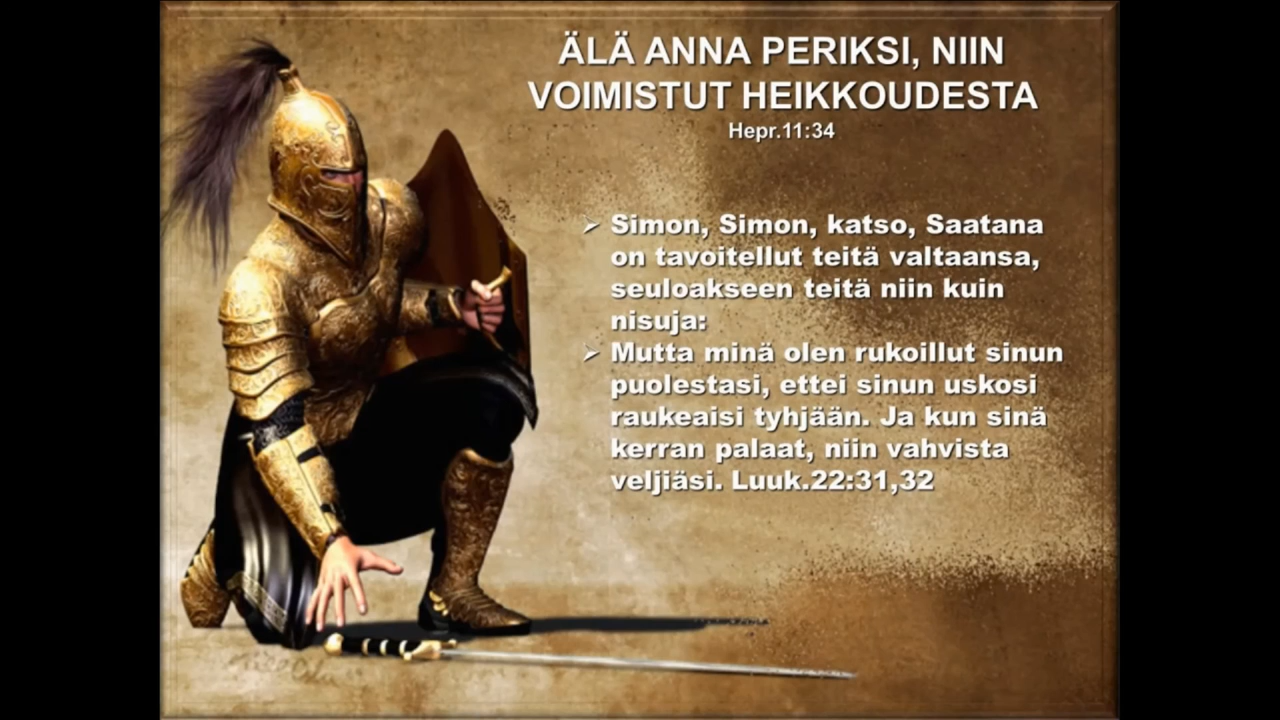 ÄLÄ ANNA PERIKSI, NIIN
VOIMISTUT HEIKKOUDESTA
Hepr.11:34
➢ Simon, Simon, katso, Saatana
on tavoitellut teitä valtaansa,
seuloakseen teitä niin kuin
nisuja:
➢ Mutta minä olen rukoillut sinun
puolestasi, ettei sinun uskosi
raukeaisi tyhjään. Ja kun sinä
kerran palaat, niin vahvista
veljiäsi. Luuk.22:31,32